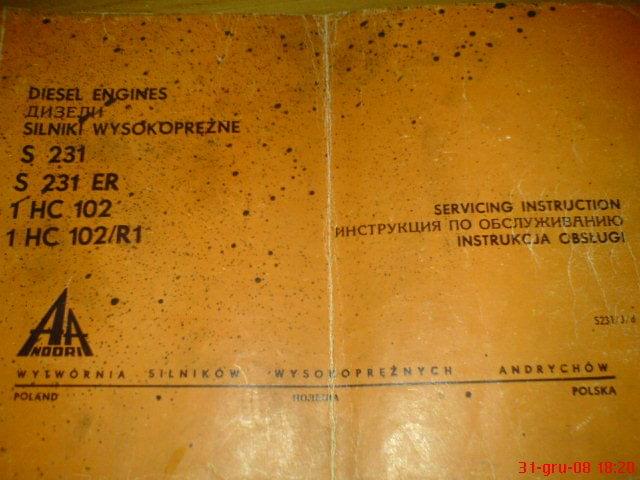 DIESEL ENGINES
ДИЗЕЛИ
SILNIKI WYSOKOPRĘŻNE
S 231
S 231 ER
1 HC 102
1 HC 102/R1
SERVICING INSTRUCTION
ИНСТРУКЦИЯ ПО ОБСЛУЖИВАНИЮ
INSTRUKCJA OBSŁUGI
ANDORIA
S231/J/d
WYTWÓRNIA SILNIKÓW WYSOKOPRĘŻNYCH ANDRYCHÓW
POLAND ПОЛЬША POLSKA
31-gru-08 18:20